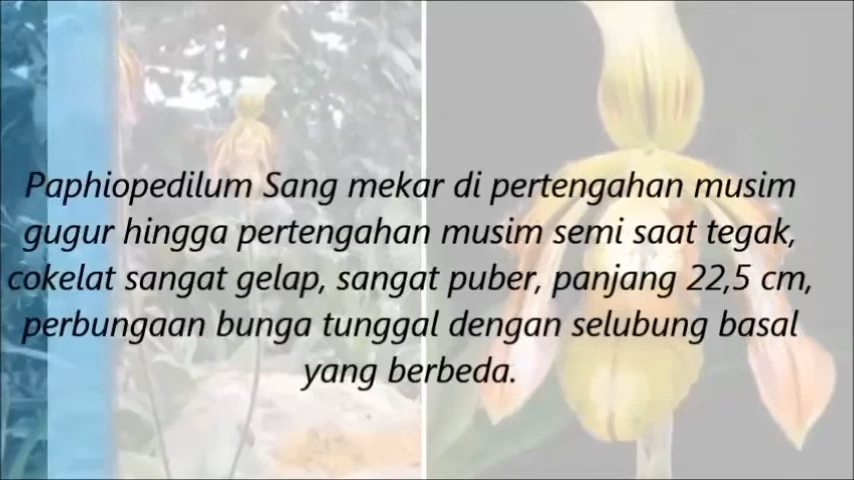 Paphiopedilum Sang mekar di pertengahan musim
gugur hingga pertengahan musim semi saat tegak,
cokelat sangat gelap, sangat puber, panjang 22,5 cm,
perbungaan bunga tunggal dengan selubung basal
yang berbeda.